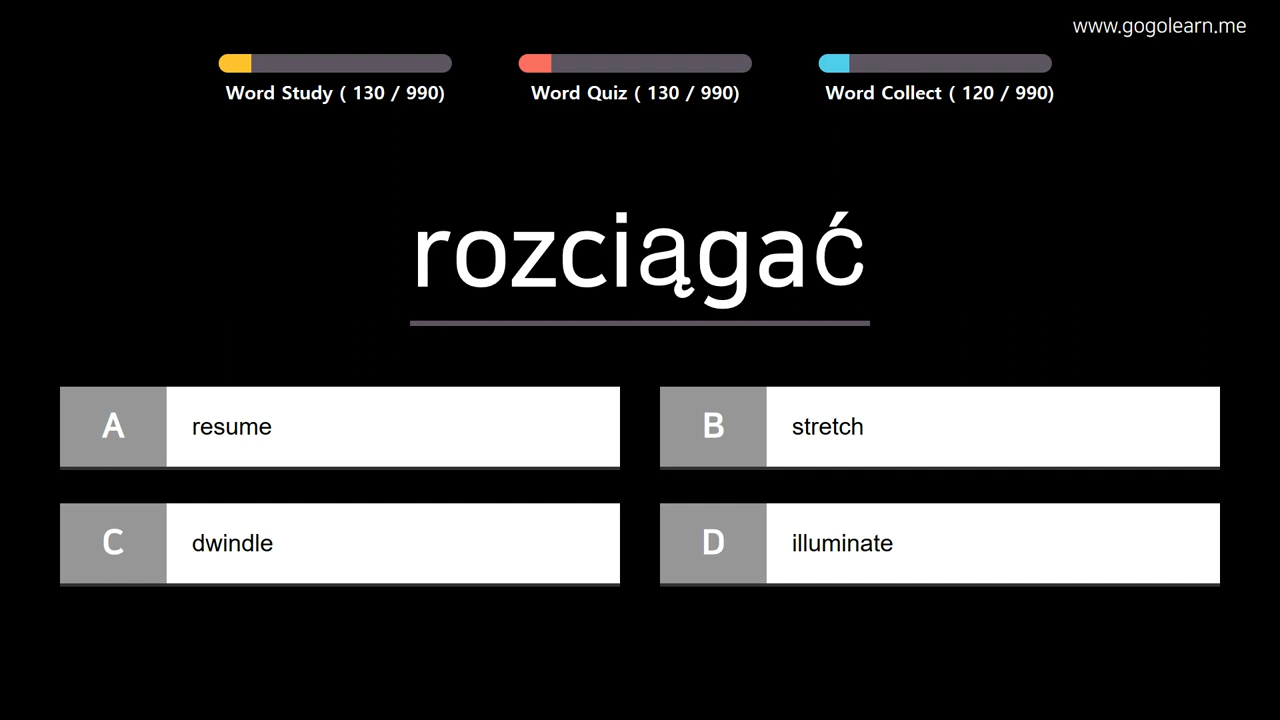 www.gogolearn.me
Word Study ( 130 / 990)
Word Quiz ( 130 / 990)
Word Collect ( 120 / 990)
rozciągać
A resume
B stretch
C dwindle
D illuminate